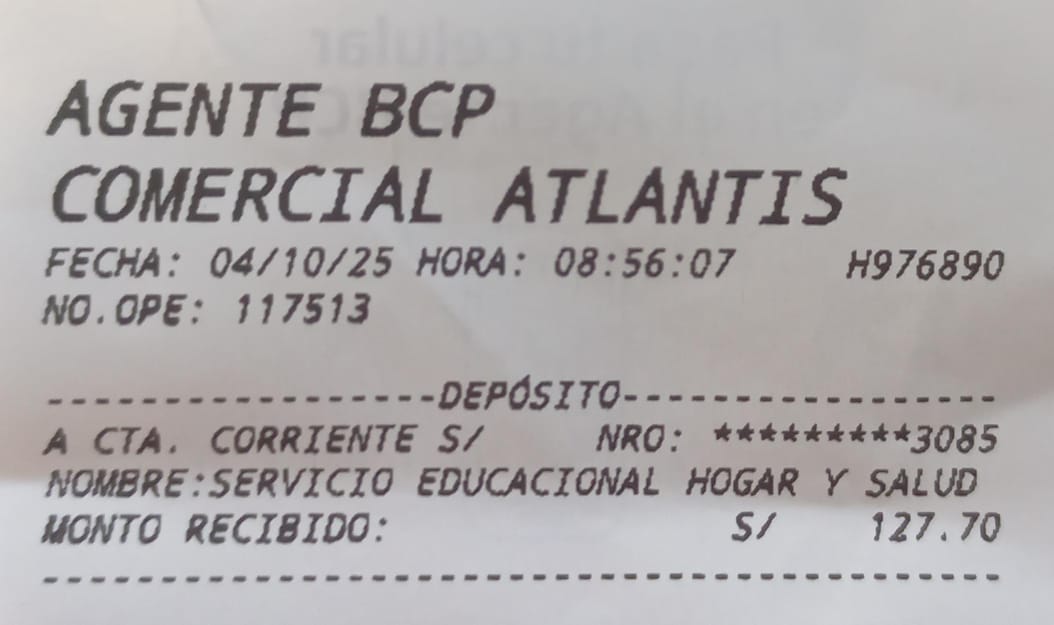 AGENTE BCP
COMERCIAL ATLANTIS
FECHA: 04/10/25 HORA: 08:56:07 H976890
NO.OPE: 117513
------------------DEPÓSITO------------------
A CTA. CORRIENTE S/ NRO: *********3085
NOMBRE:SERVICIO EDUCACIONAL HOGAR Y SALUD
MONTO RECIBIDO: S/ 127.70
--------------------------------------------